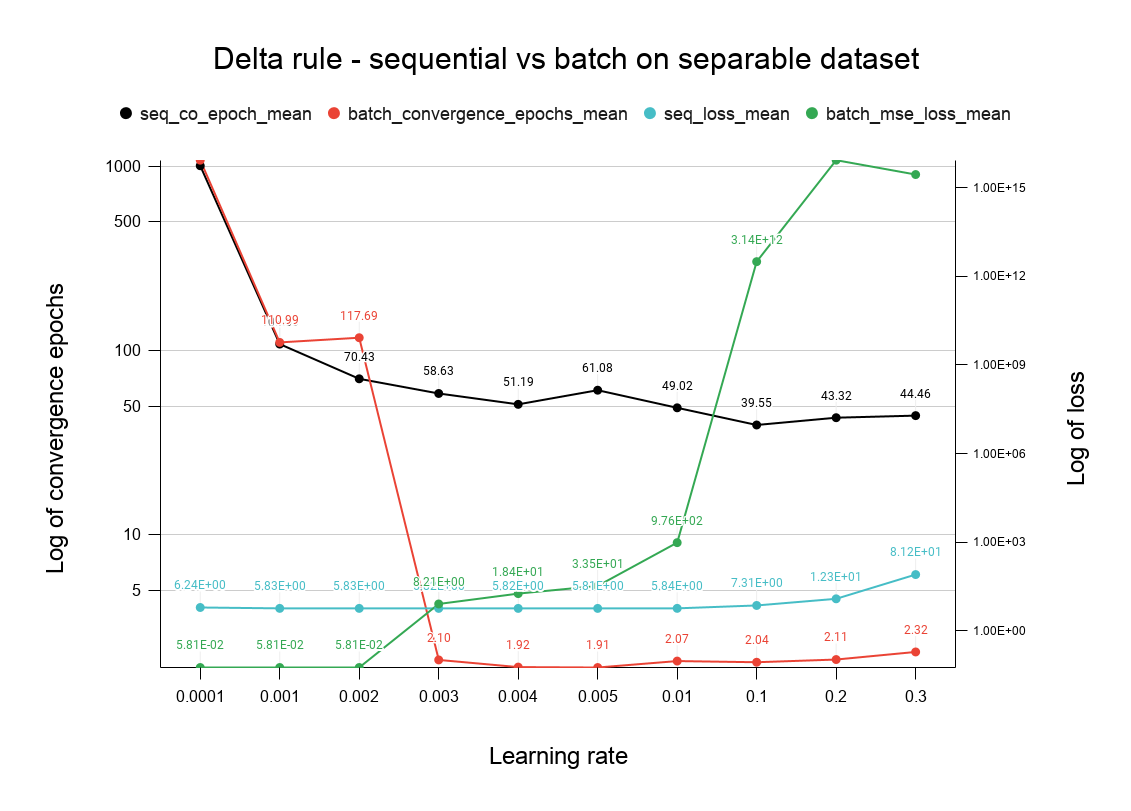 Delta rule - sequential vs batch on separable dataset
seq_co_epoch_mean batch_convergence_epochs_mean seq_loss_mean batch_mse_loss_mean
1000
500
100
50
10
5
Log of convergence epochs
1.00E+15
1.00E+12
1.00E+09
1.00E+06
1.00E+03
1.00E+00
Log of loss
3.14E+12
110.99 117.69
70.43 58.63 51.19 61.08 49.02 39.55 43.32 44.46
9.76E+02
8.21E+00 1.84E+01 3.35E+01
6.24E+00 5.83E+00 5.83E+00 5.82E+00 5.81E+00 5.84E+00 7.31E+00 1.23E+01 8.12E+01
5.81E-02 5.81E-02 5.81E-02
2.10 1.92 1.91 2.07 2.04 2.11 2.32
0.0001 0.001 0.002 0.003 0.004 0.005 0.01 0.1 0.2 0.3
Learning rate